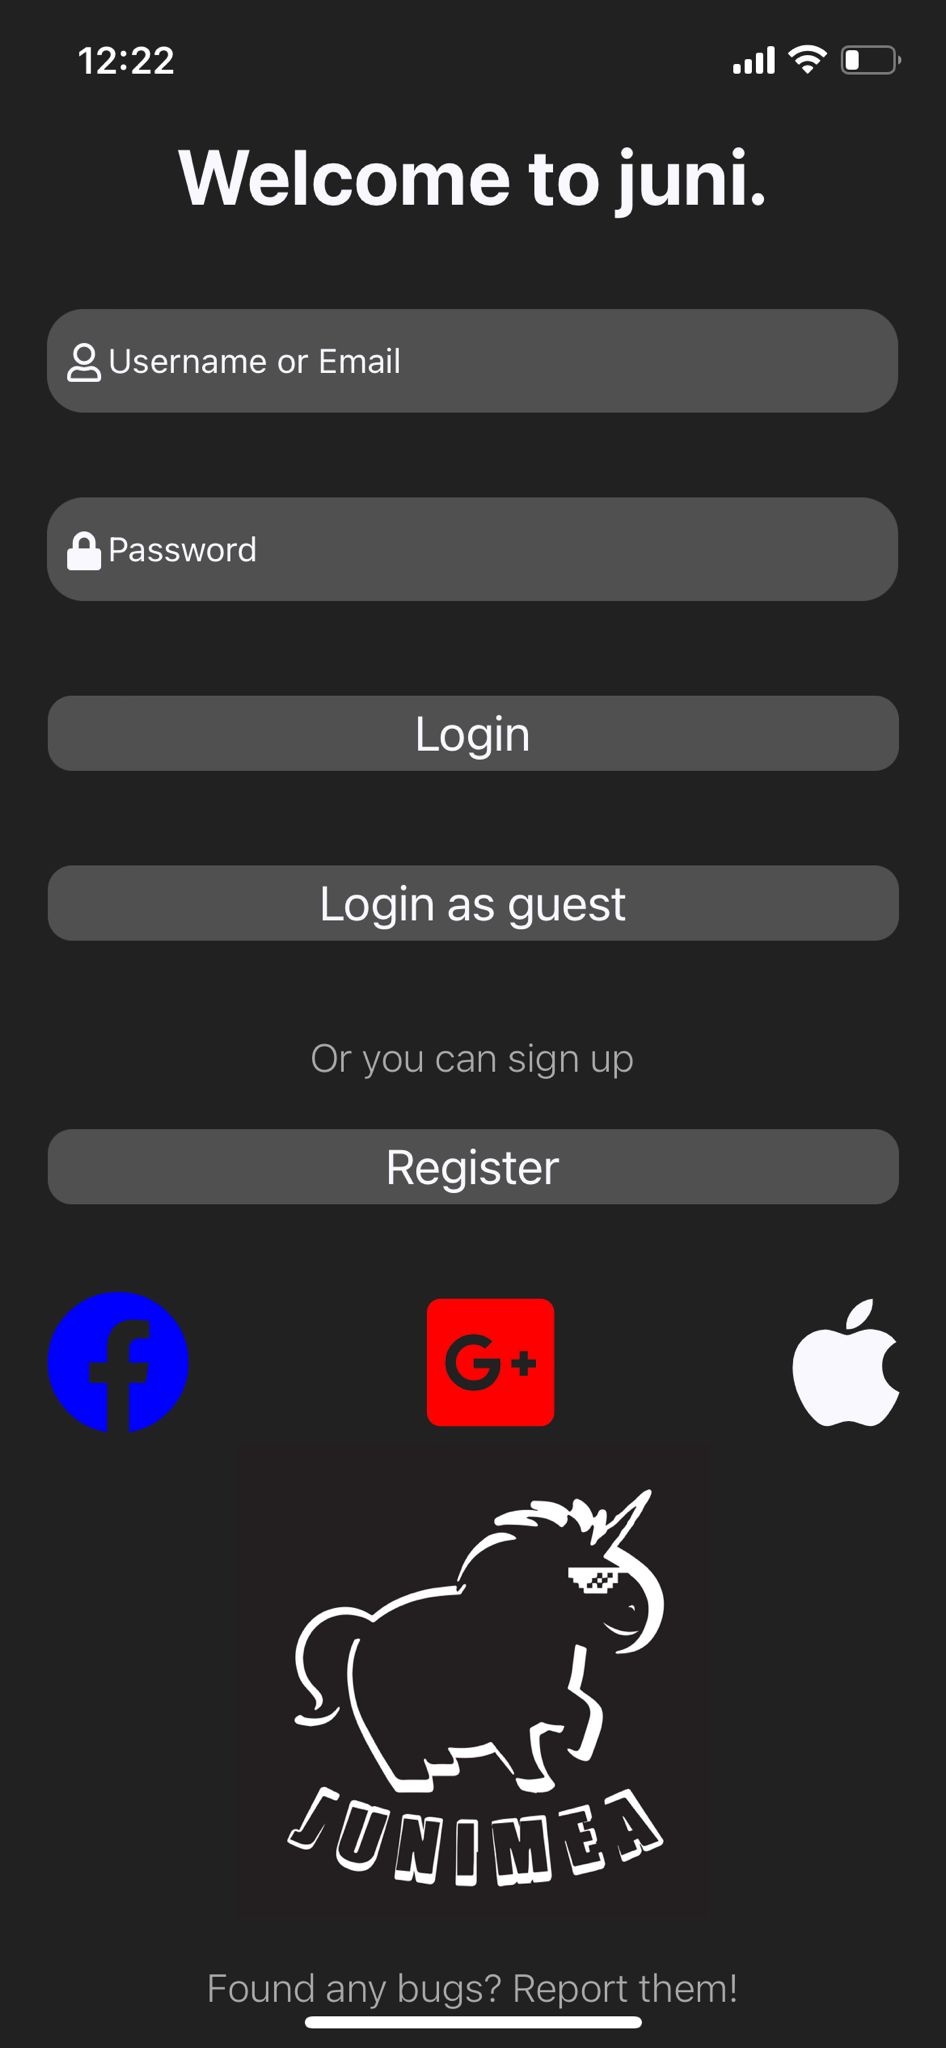 12:22
Welcome to juni.
Username or Email
Password
Login
Login as guest
Or you can sign up
Register
G+
JUNIMEA
Found any bugs? Report them!